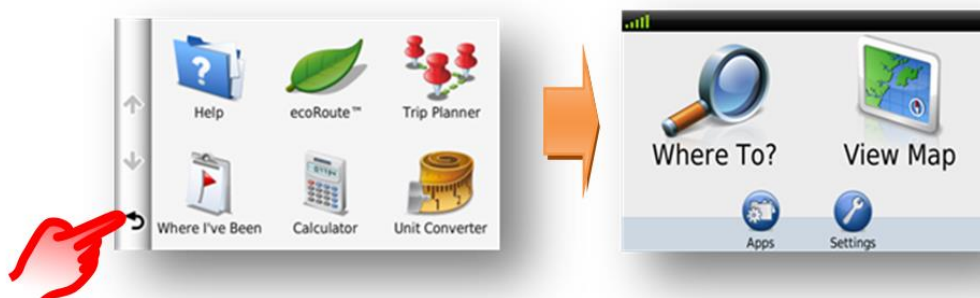 Help
ecoRoute™
Trip Planner
Where I've Been
Calculator
Unit Converter
Where To?
View Map
Apps
Settings